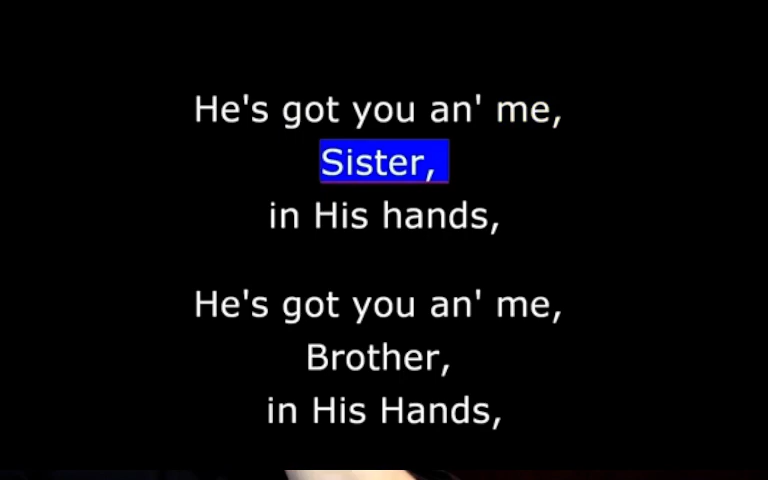 He's got you an' me,
Sister,
in His hands,
He's got you an' me,
Brother,
in His Hands,